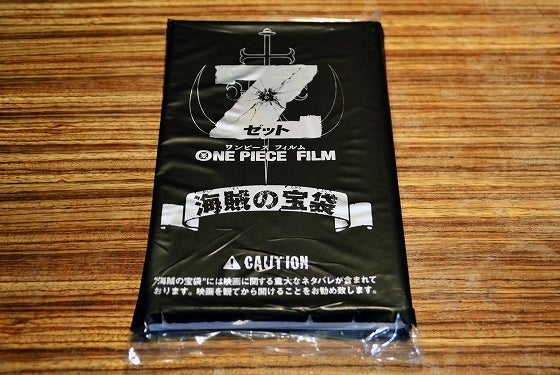 Z
ゼット
ワンピース フィルム
ONE PIECE FILM
海賊の宝袋
CAUTION
"海賊の宝袋"には映画に関する重大なネタバレが含まれて
おります。映画を観てから開けることをお勧め致します。